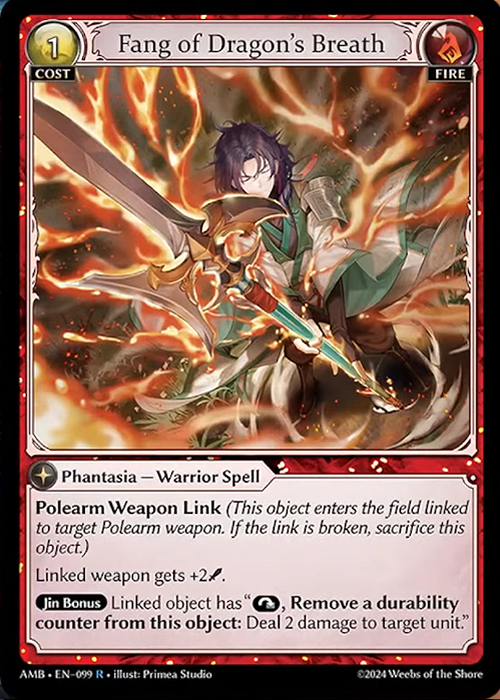 1
Fang of Dragon's Breath
COST
FIRE
Phantasia — Warrior Spell
Polearm Weapon Link (This object enters the field linked
to target Polearm weapon. If the link is broken, sacrifice this
object.)
Linked weapon gets +2.
Jin Bonus Linked object has “, Remove a durability
counter from this object: Deal 2 damage to target unit.”
AMB • EN-099 R • illust: Primea Studio
©2024 Weebs of the Shore